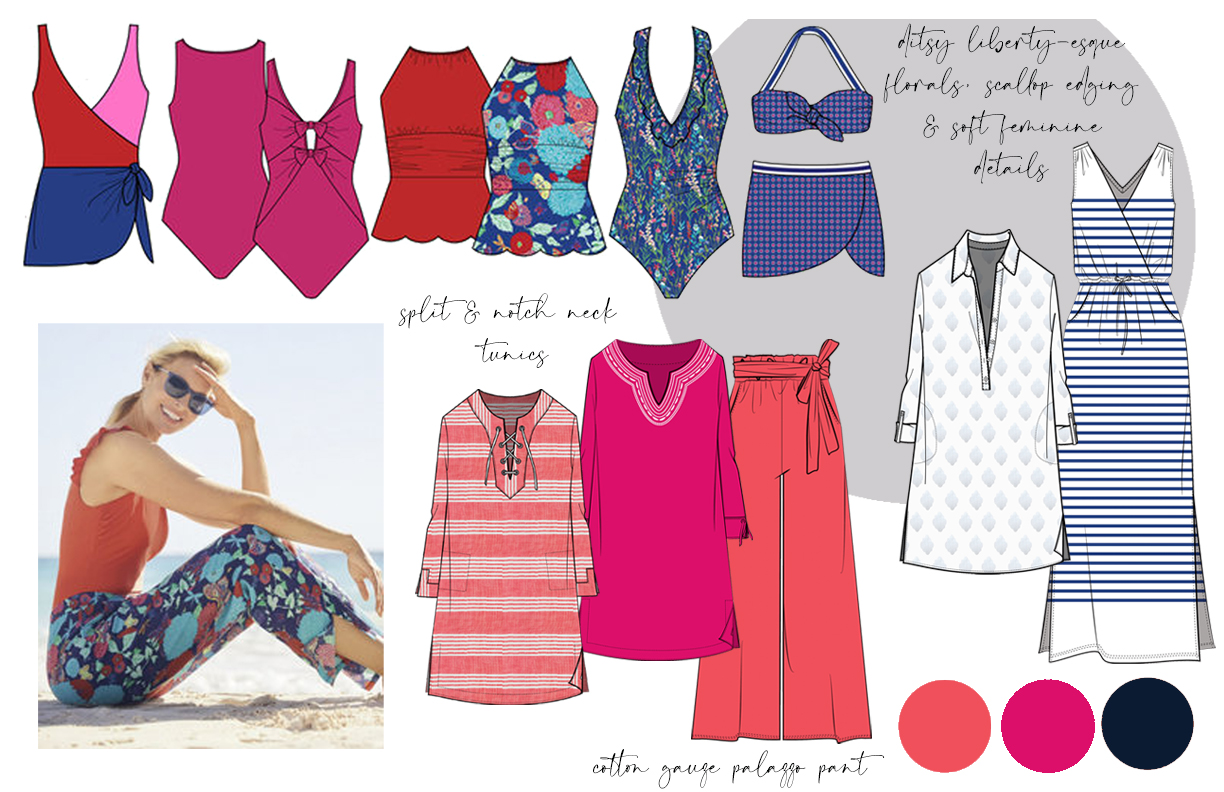 ditsy liberty-esque
florals, scallop edging
& soft feminine
details
split & notch neck
tunics
cotton gauze palazzo pant